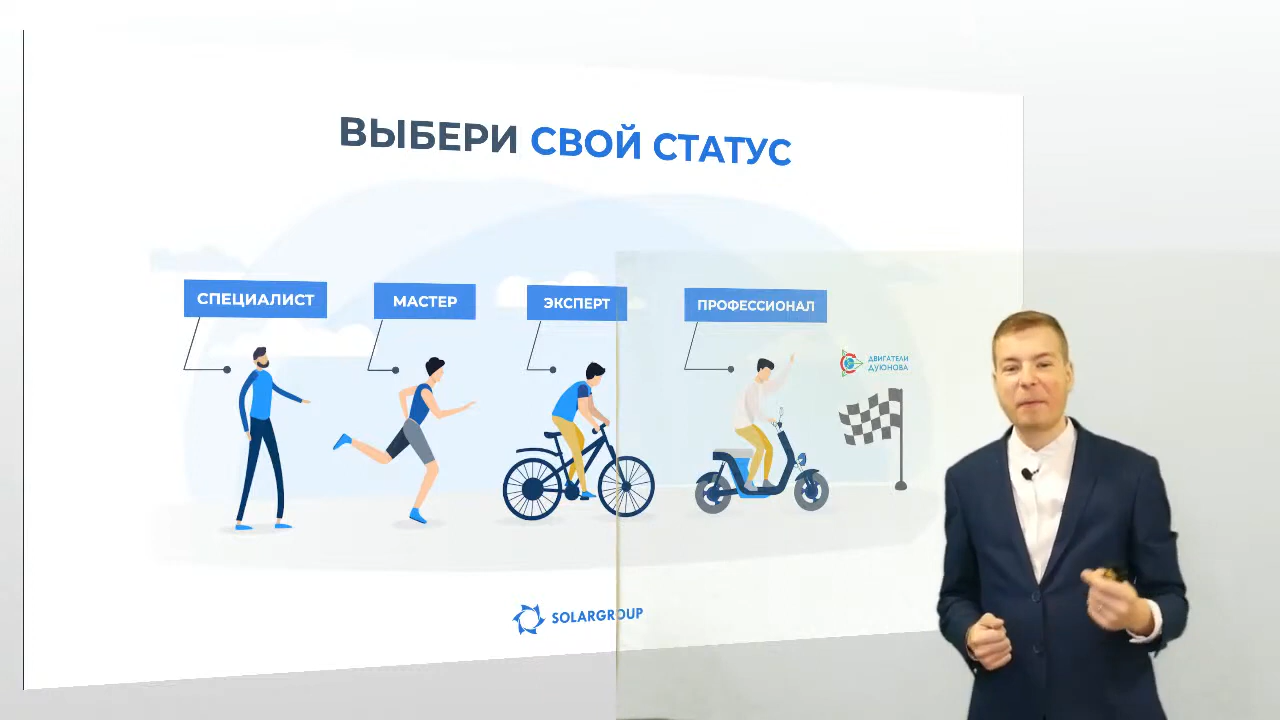 ВЫБЕРИ СВОЙ СТАТУС
СПЕЦИАЛИСТ
МАСТЕР
ЭКСПЕРТ
ПРОФЕССИОНАЛ
ДВИГАТЕЛИ
ДУЮНОВА
SOLARGROUP